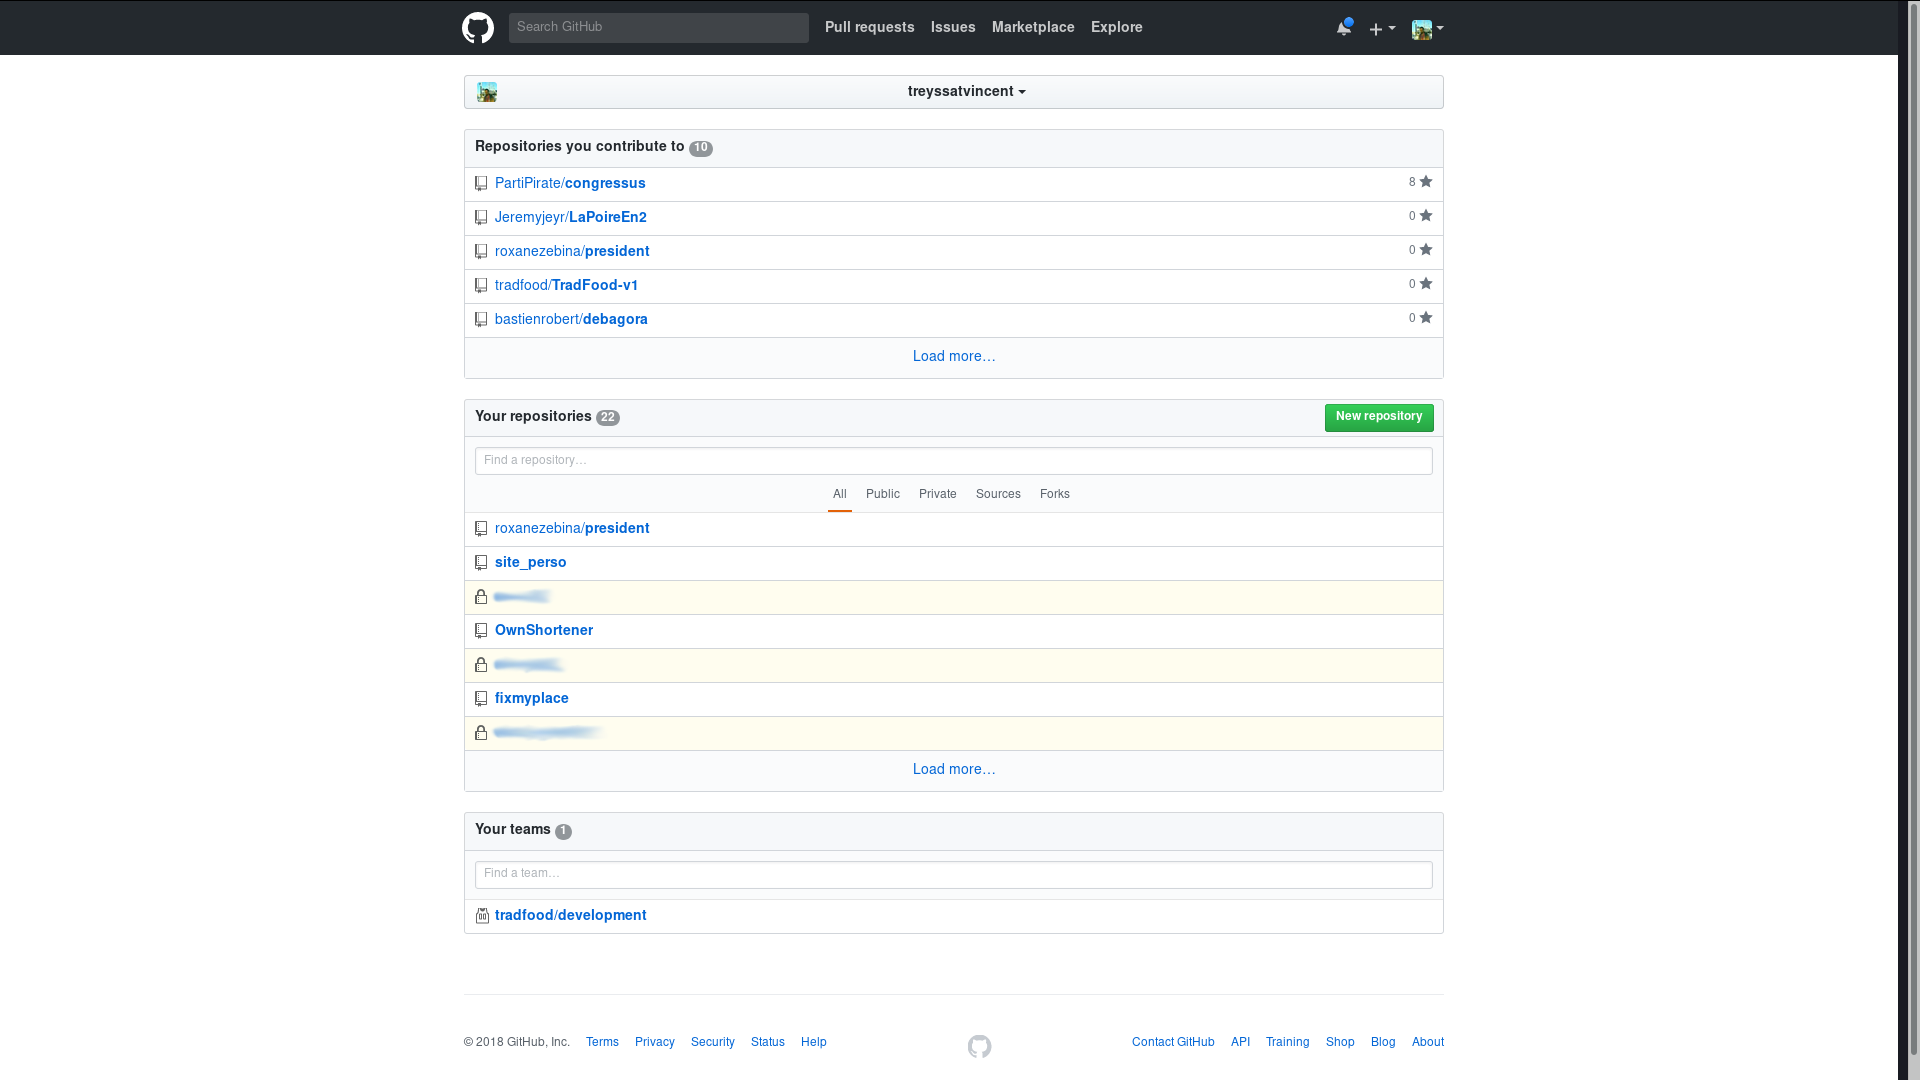 Search GitHub Pull requests Issues Marketplace Explore
treyssatvincent
Repositories you contribute to 10
PartiPirate/congressus 8
Jeremyjeyr/LaPoireEn2 0
roxanezebina/president 0
tradfood/TradFood-v1 0
bastienrobert/debagora 0
Load more…
Your repositories 22 New repository
Find a repository…
All Public Private Sources Forks
roxanezebina/president
site_perso
OwnShortener
fixmyplace
Load more…
Your teams 1
Find a team…
tradfood/development
© 2018 GitHub, Inc. Terms Privacy Security Status Help Contact GitHub API Training Shop Blog About